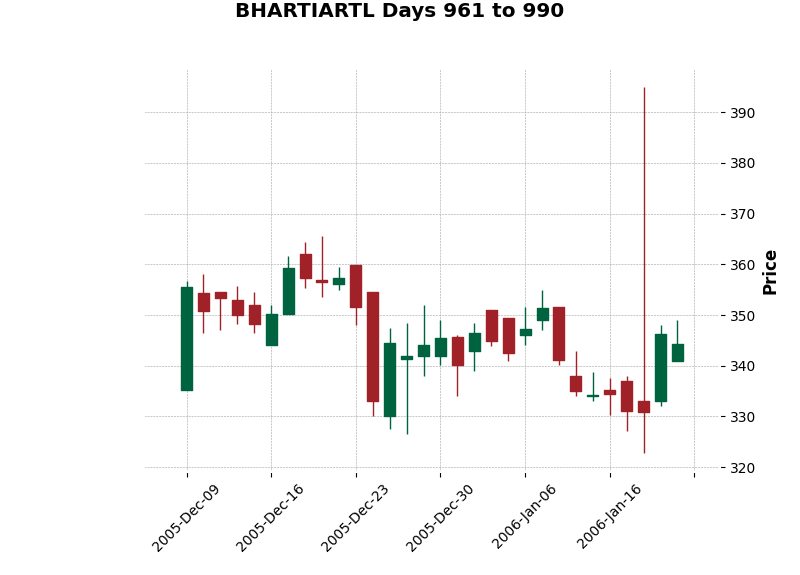 BHARTIARTL Days 961 to 990
390
380
370
360
350
340
330
320
Price
2005-Dec-09
2005-Dec-16
2005-Dec-23
2005-Dec-30
2006-Jan-06
2006-Jan-16